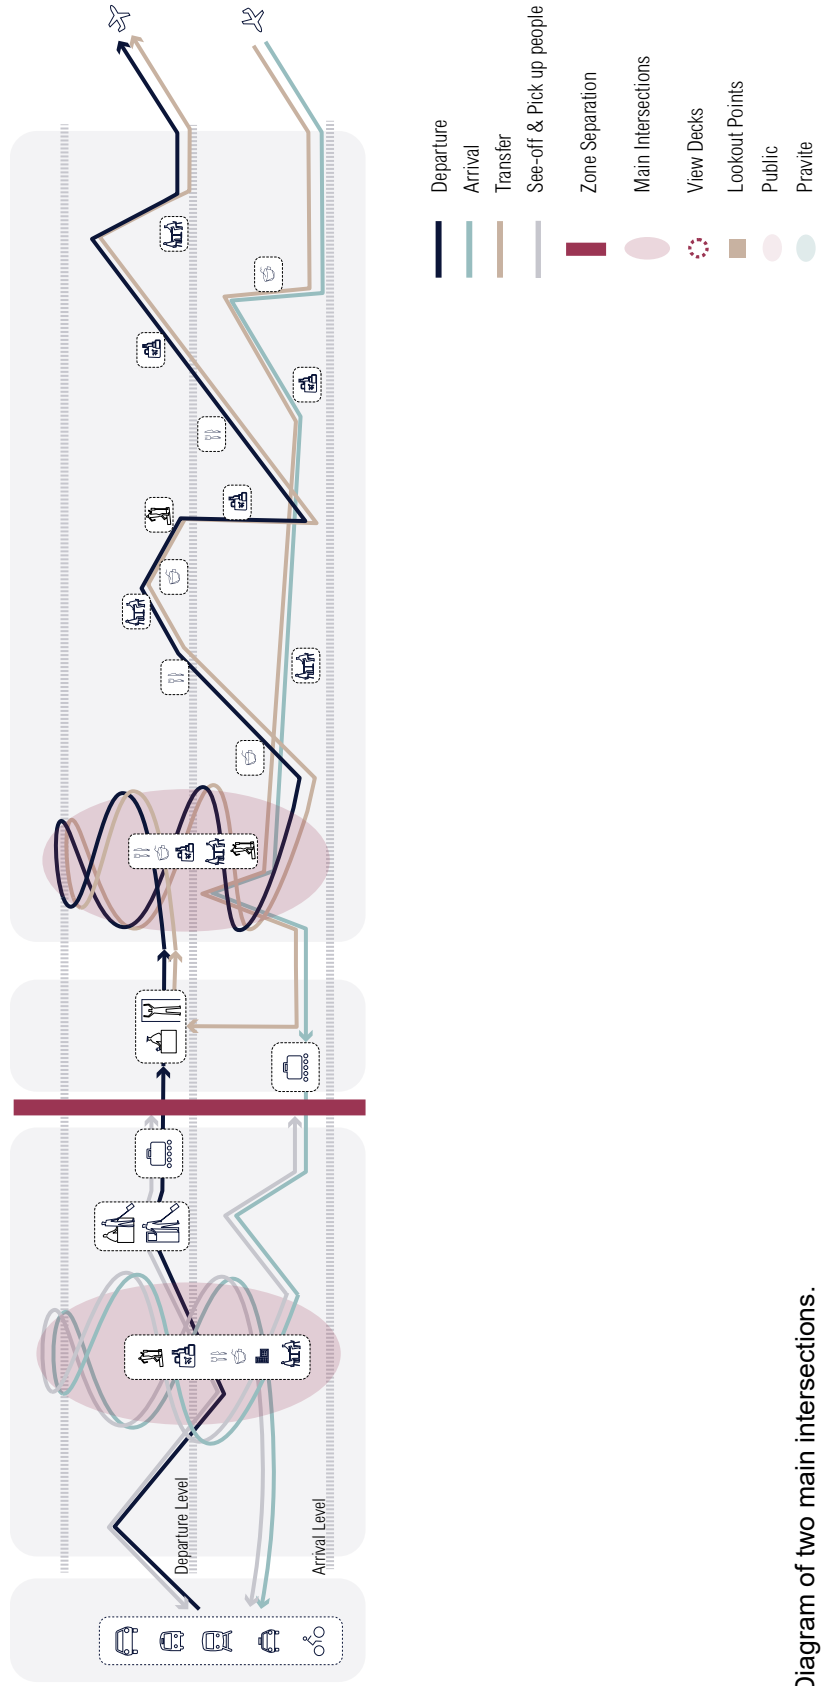 Departure Level
Arrival Level
Departure
Arrival
Transfer
See-off & Pick up people
Zone Separation
Main Intersections
View Decks
Lookout Points
Public
Pravite
Diagram of two main intersections.